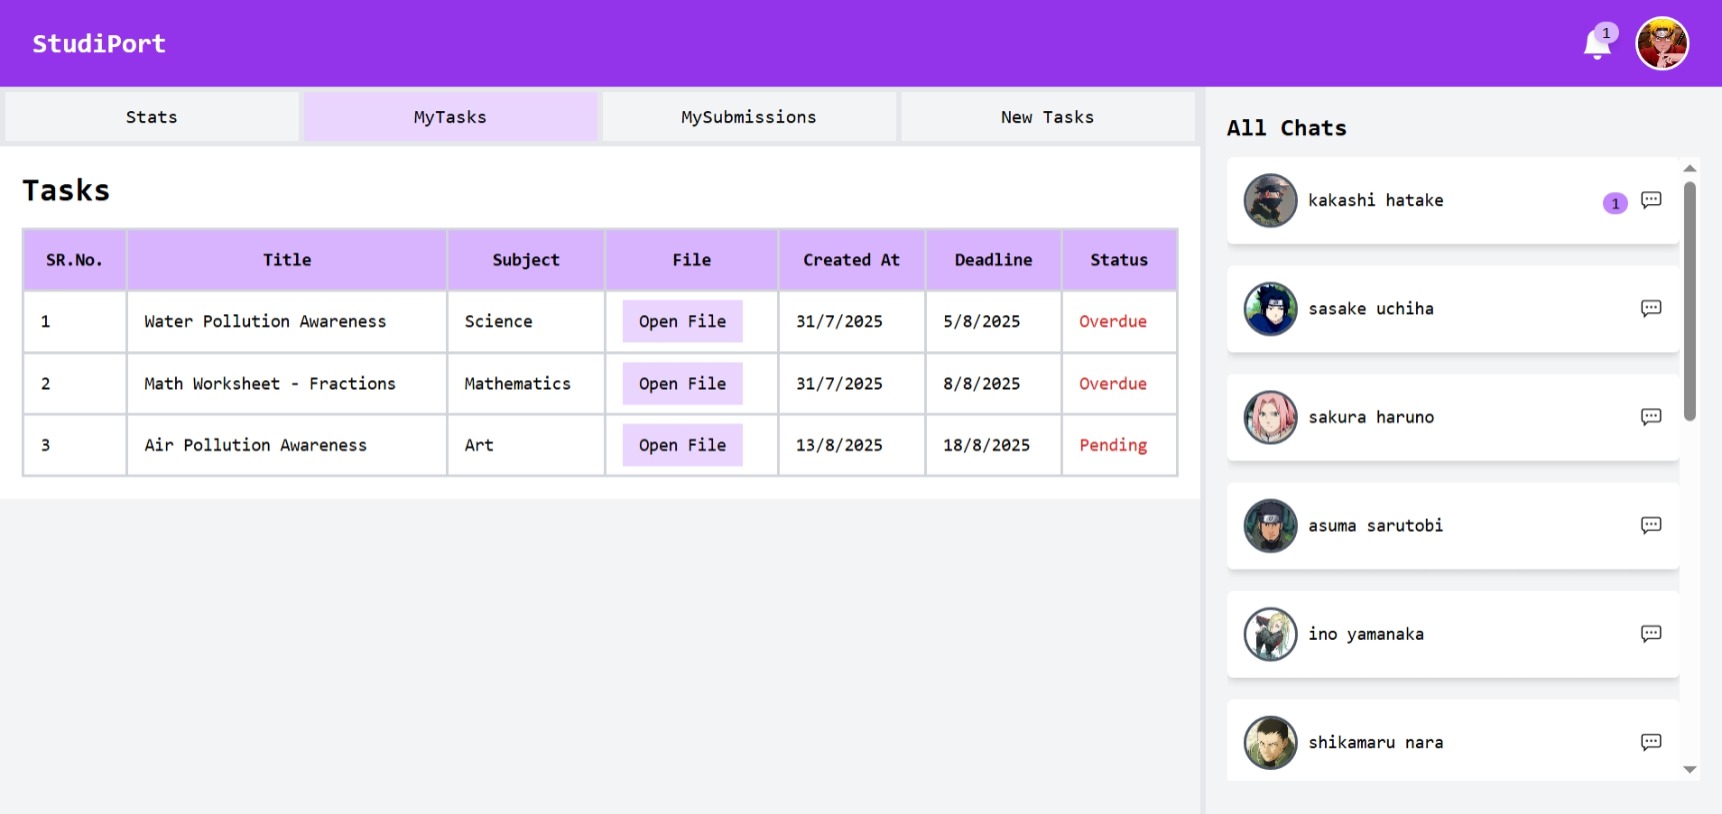 StudiPort
1
Stats MyTasks MySubmissions New Tasks
Tasks
SR.No. Title Subject File Created At Deadline Status
1 Water Pollution Awareness Science Open File 31/7/2025 5/8/2025 Overdue
2 Math Worksheet - Fractions Mathematics Open File 31/7/2025 8/8/2025 Overdue
3 Air Pollution Awareness Art Open File 13/8/2025 18/8/2025 Pending
All Chats
kakashi hatake 1
sasake uchiha
sakura haruno
asuma sarutobi
ino yamanaka
shikamaru nara